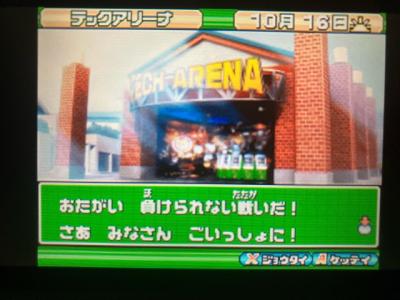 テックアリーナ
10月16日
TECH-ARENA
おたがい 負けられない戦いだ！
さあ みなさん ごいっしょに！
X ジョウタイ A ケッテイ